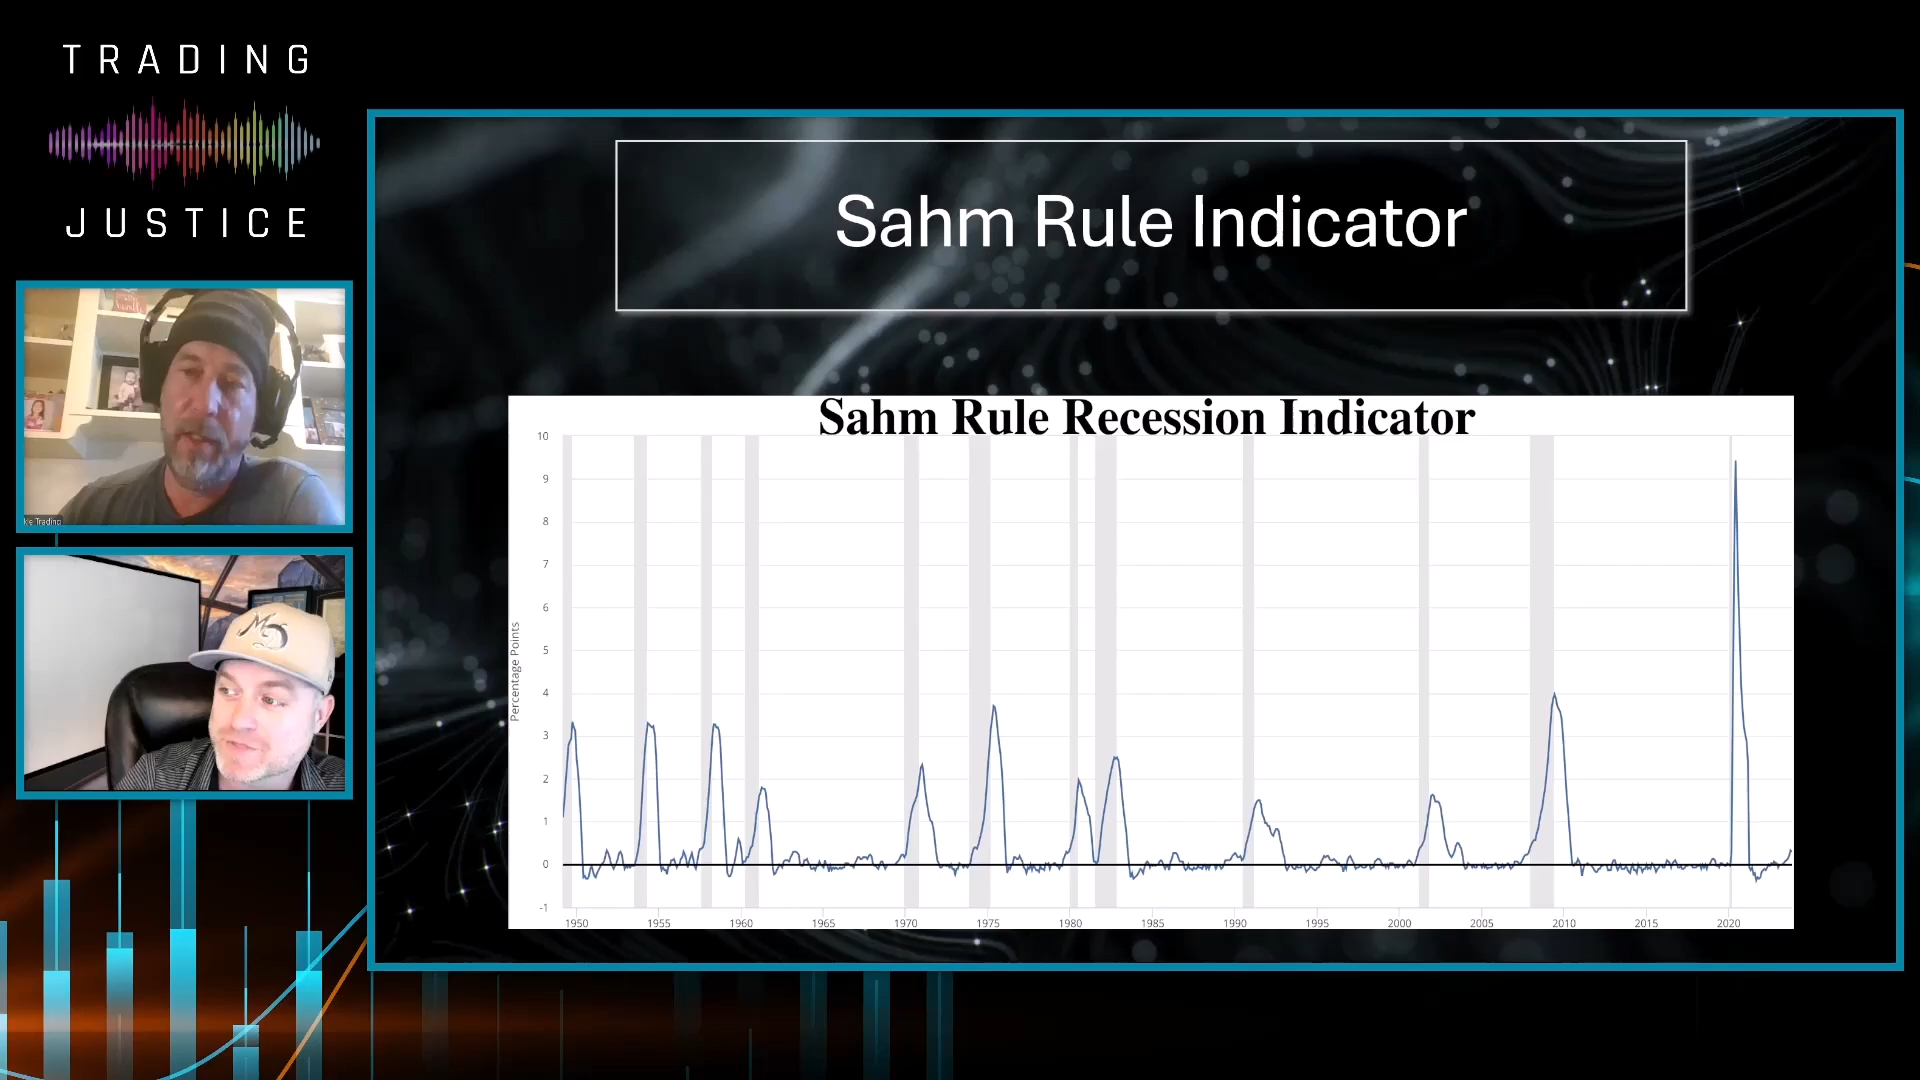 TRADING
JUSTICE
Sahm Rule Indicator
Sahm Rule Recession Indicator
Percentage Points
10
9
8
7
6
5
4
3
2
1
0
-1
1950 1955 1960 1965 1970 1975 1980 1985 1990 1995 2000 2005 2010 2015 2020
Trading